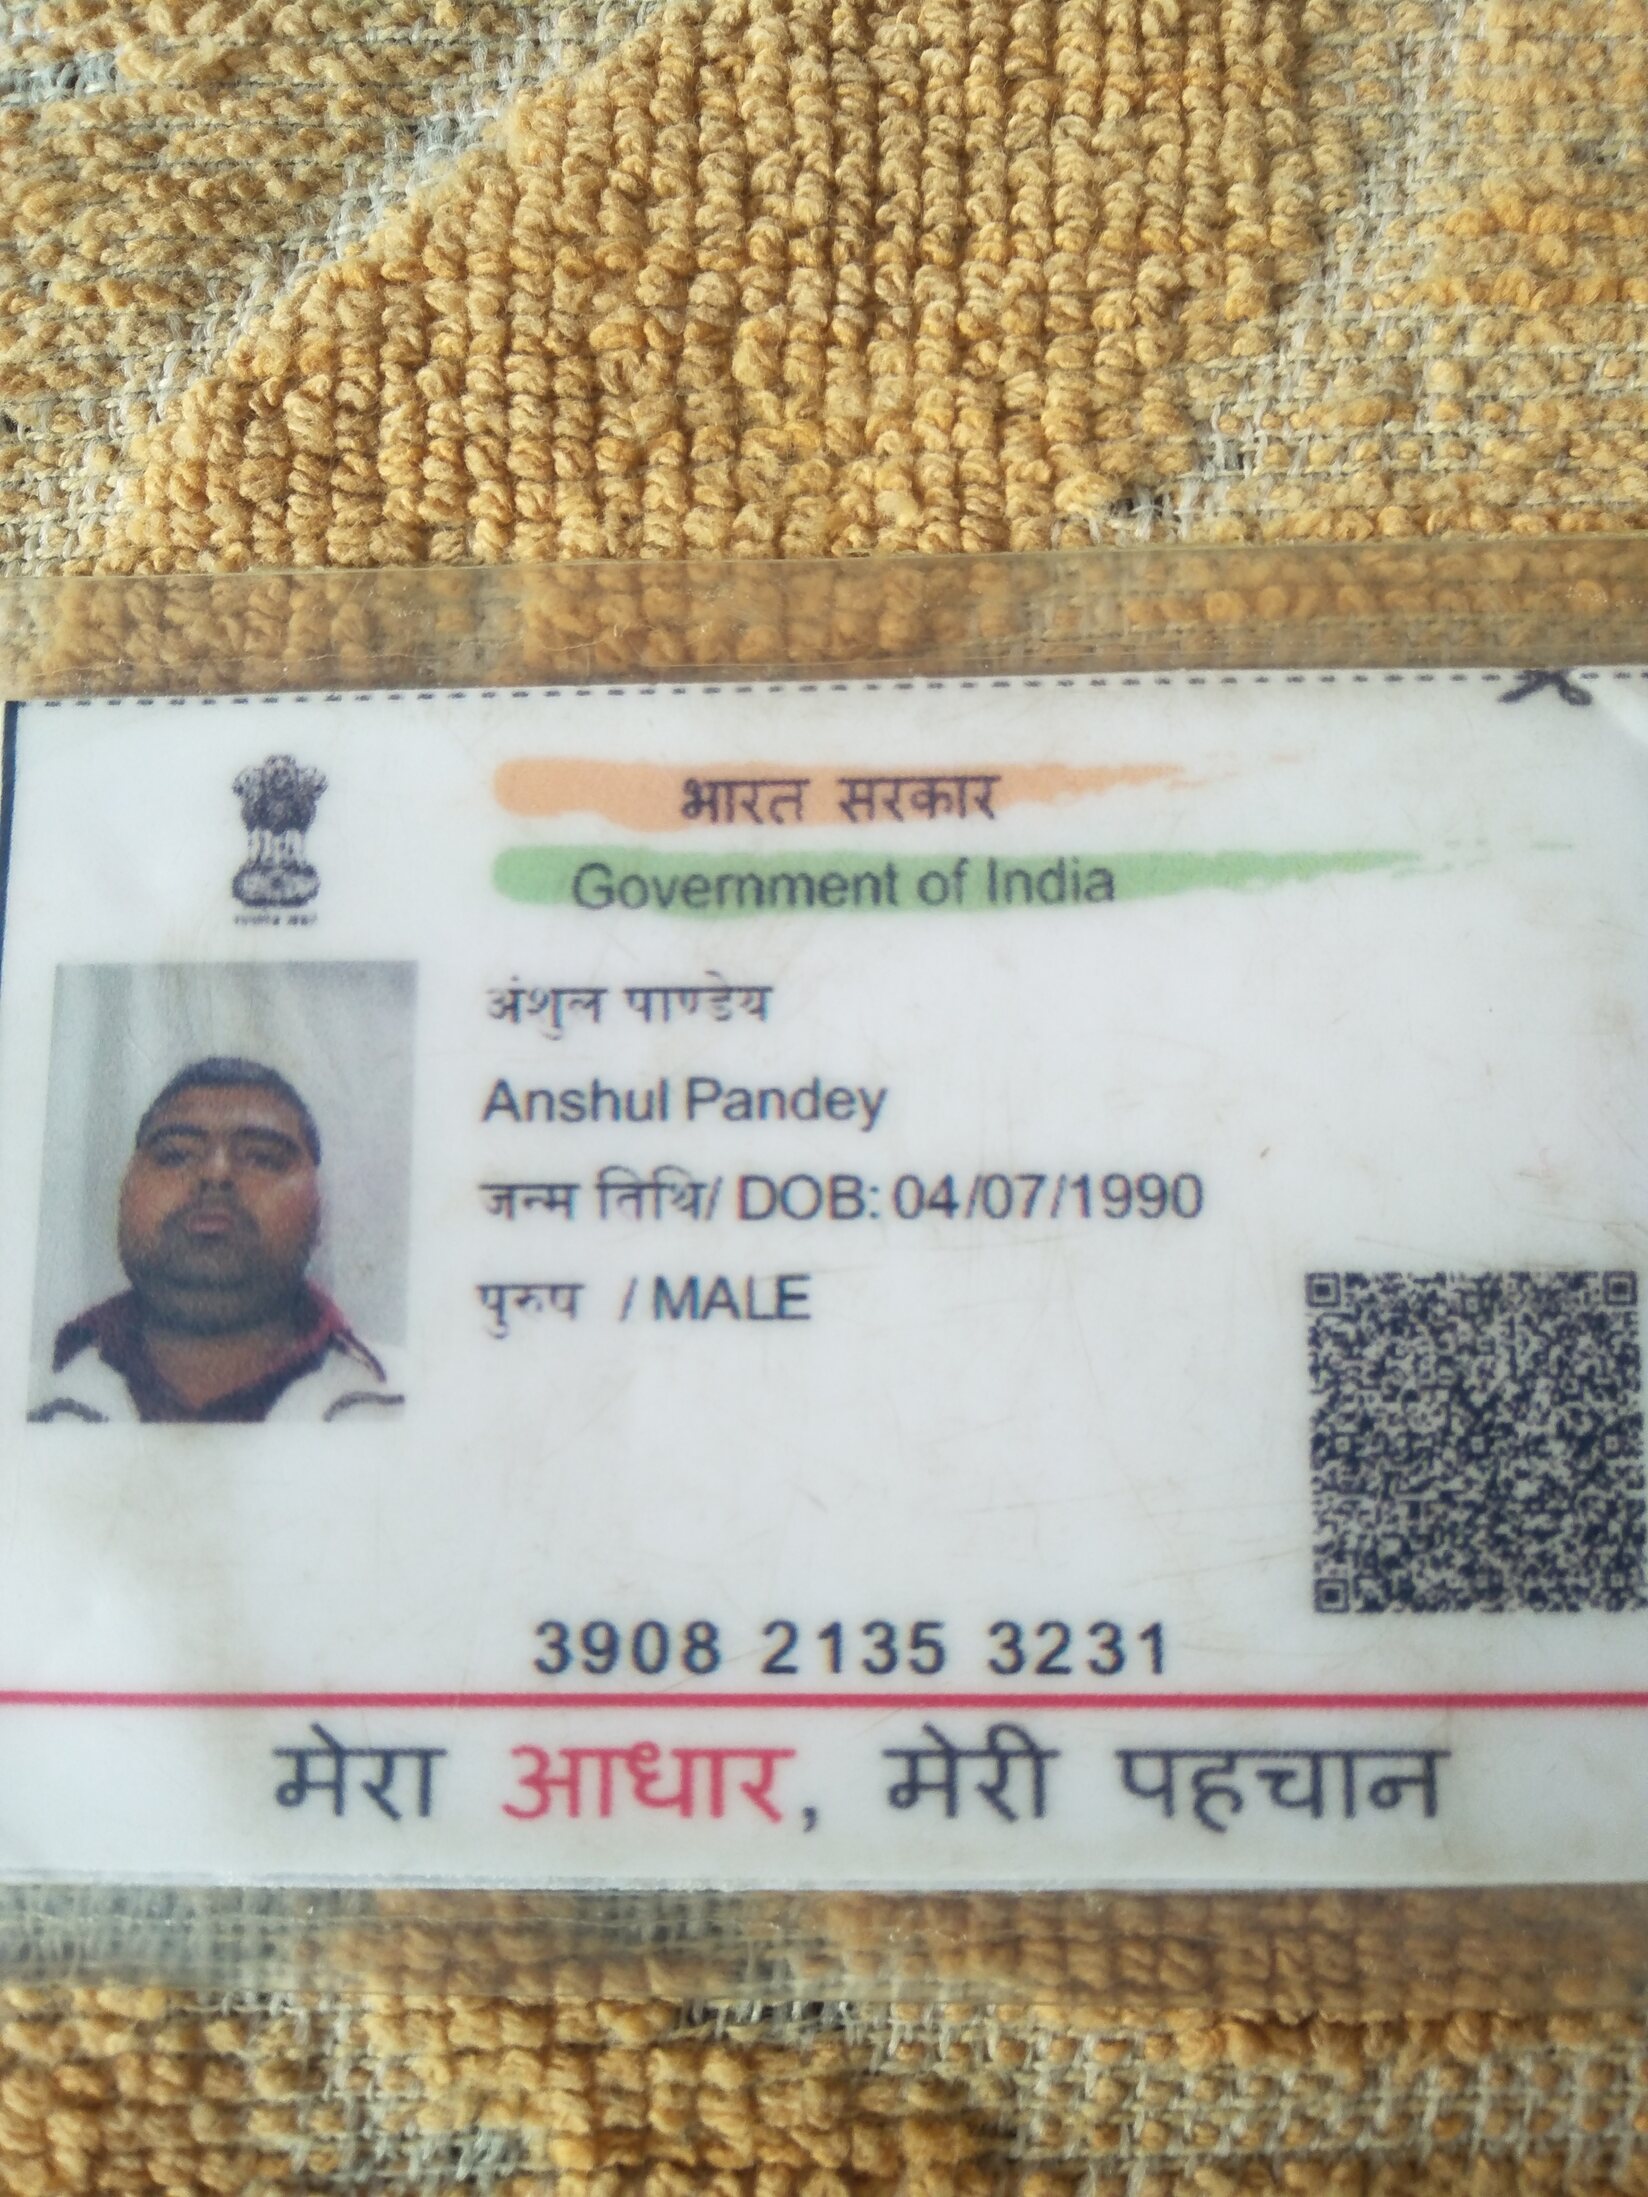 भारत सरकार
Government of India
अंशुल पाण्डेय
Anshul Pandey
जन्म तिथि/ DOB: 04/07/1990
पुरुष / MALE
3908 2135 3231
मेरा आधार, मेरी पहचान